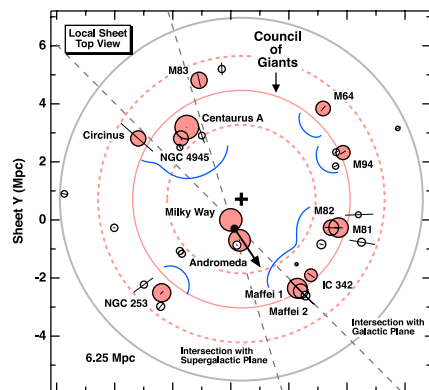 Local Sheet
Top View
Council
of
Giants
M83
M64
Circinus
Centaurus A
NGC 4945
M94
Milky Way
M82
M81
Andromeda
IC 342
Maffei 1
Maffei 2
NGC 253
6.25 Mpc
Intersection with
Supergalactic Plane
Intersection with
Galactic Plane
Sheet Y (Mpc)
6
4
2
0
-2
-4